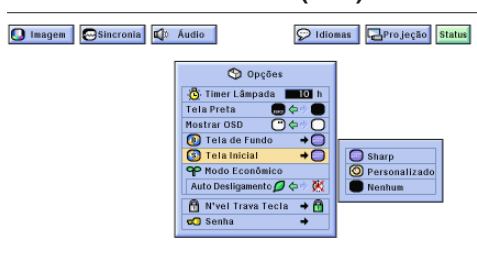 Imagem Sincronia Áudio Idiomas Projeção Status
Opções
Timer Lâmpada 10 h
Tela Preta
Mostrar OSD
Tela de Fundo
Tela Inicial
Modo Econômico
Auto Desligamento
N'vel Trava Tecla
Senha
Sharp
Personalizado
Nenhum